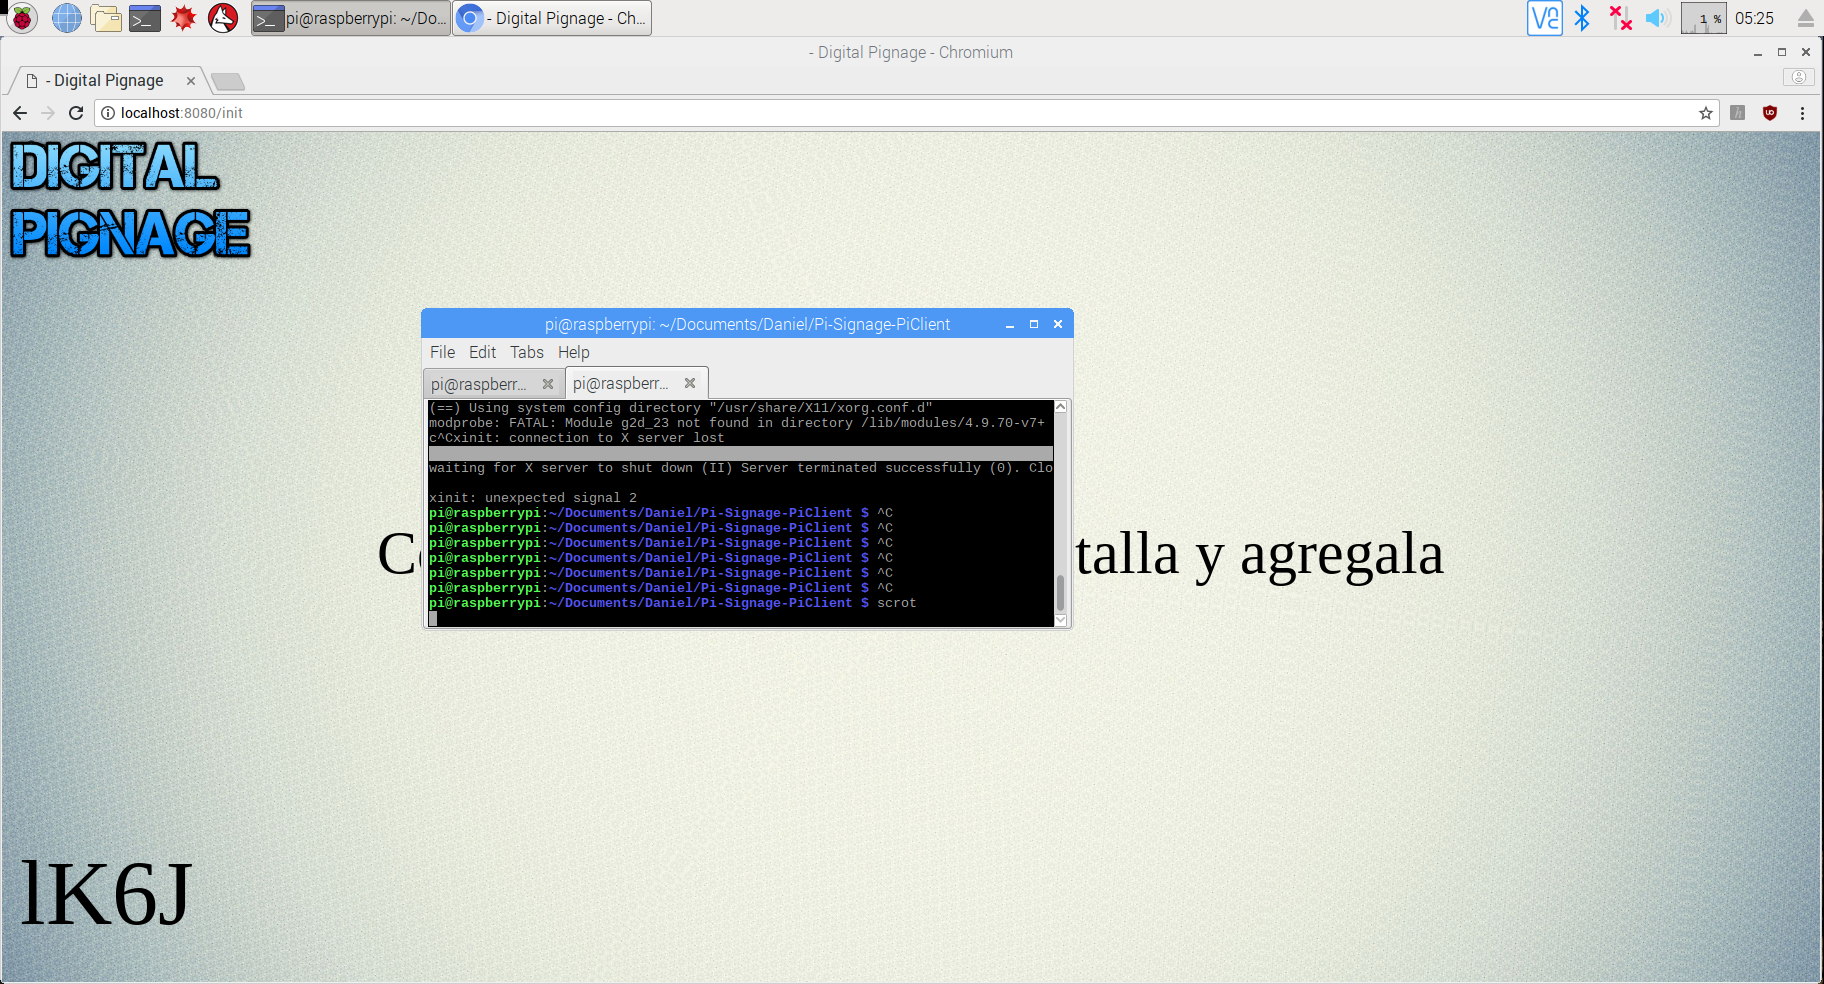 pi@raspberrypi: ~/Do...
- Digital Pignage - Ch...
1 %
05:25
- Digital Pignage - Chromium
- Digital Pignage
localhost:8080/init
DIGITAL
PIGNAGE
pi@raspberrypi: ~/Documents/Daniel/Pi-Signage-PiClient
File Edit Tabs Help
pi@raspberr...
pi@raspberr...
(==) Using system config directory "/usr/share/X11/xorg.conf.d"
modprobe: FATAL: Module g2d_23 not found in directory /lib/modules/4.9.70-v7+
c^Cxinit: connection to X server lost
waiting for X server to shut down (II) Server terminated successfully (0). Clo
xinit: unexpected signal 2
pi@raspberrypi:~/Documents/Daniel/Pi-Signage-PiClient $ ^C
pi@raspberrypi:~/Documents/Daniel/Pi-Signage-PiClient $ ^C
pi@raspberrypi:~/Documents/Daniel/Pi-Signage-PiClient $ ^C
pi@raspberrypi:~/Documents/Daniel/Pi-Signage-PiClient $ ^C
pi@raspberrypi:~/Documents/Daniel/Pi-Signage-PiClient $ ^C
pi@raspberrypi:~/Documents/Daniel/Pi-Signage-PiClient $ ^C
pi@raspberrypi:~/Documents/Daniel/Pi-Signage-PiClient $ scrot
talla y agregala
lK6J